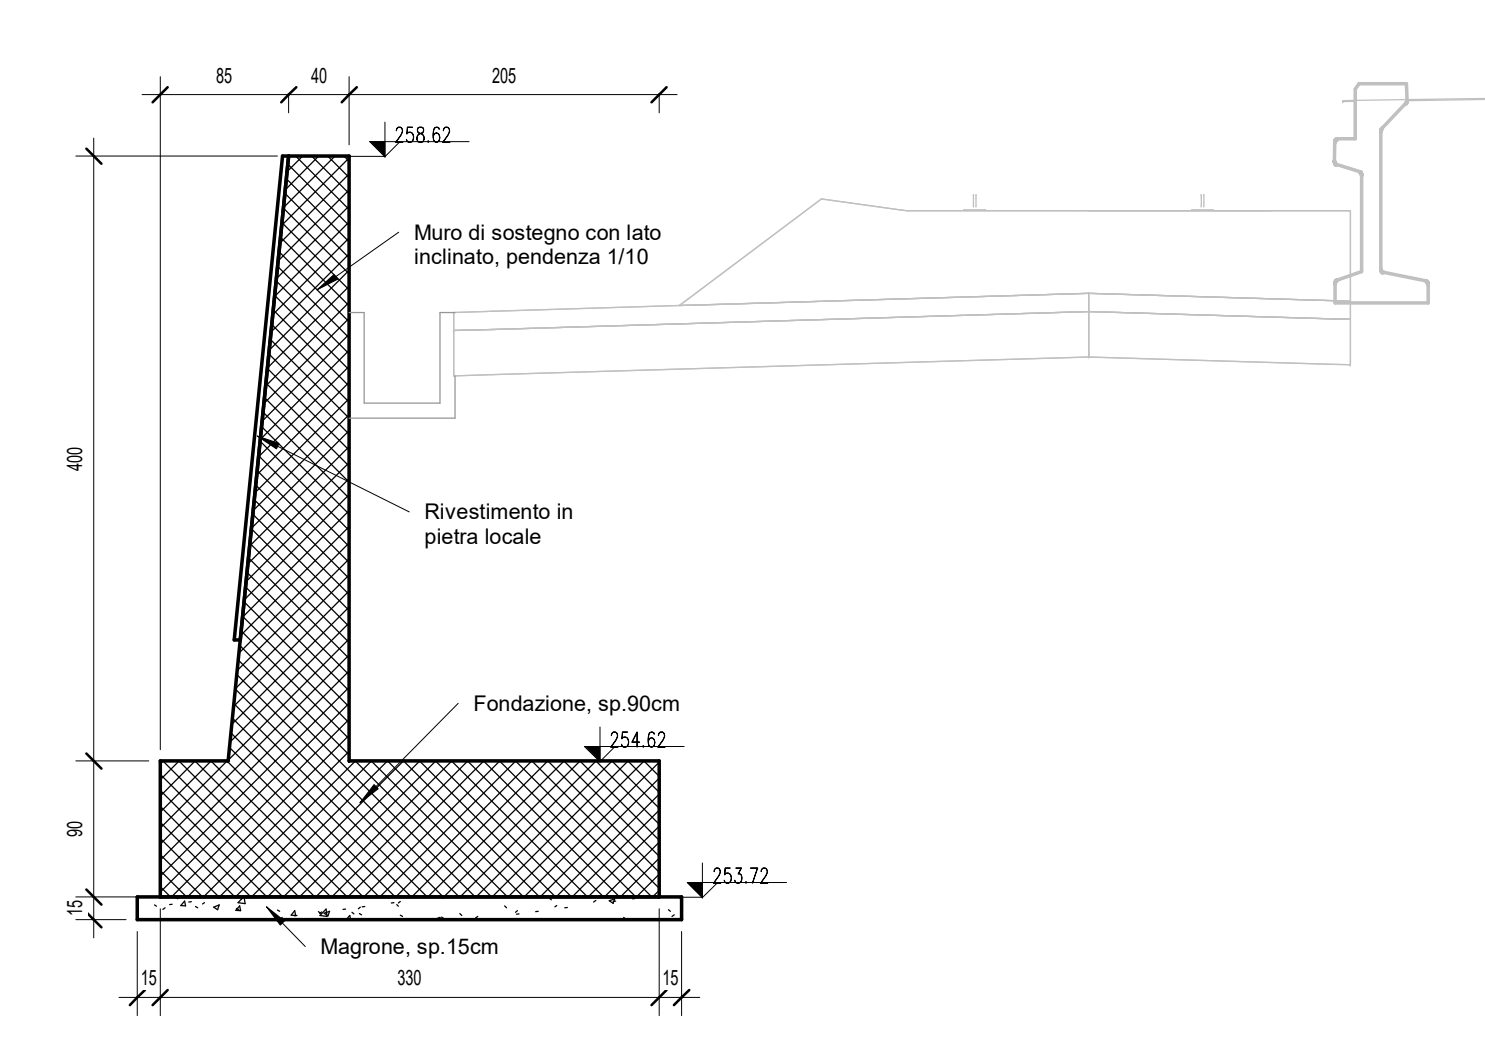 85
40
205
258.62
Muro di sostegno con lato
inclinato, pendenza 1/10
400
Rivestimento in
pietra locale
Fondazione, sp.90cm
254.62
90
253.72
15
Magrone, sp.15cm
15
330
15